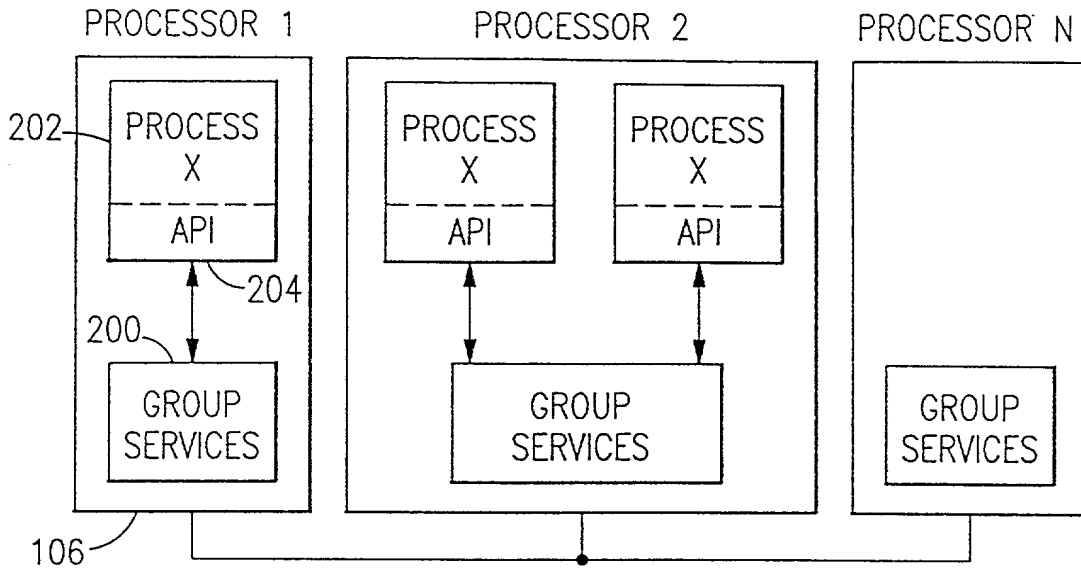 PROCESSOR 1
PROCESSOR 2
PROCESSOR N
202
PROCESS
X
API
204
200
GROUP
SERVICES
106
PROCESS
X
API
PROCESS
X
API
GROUP
SERVICES
GROUP
SERVICES